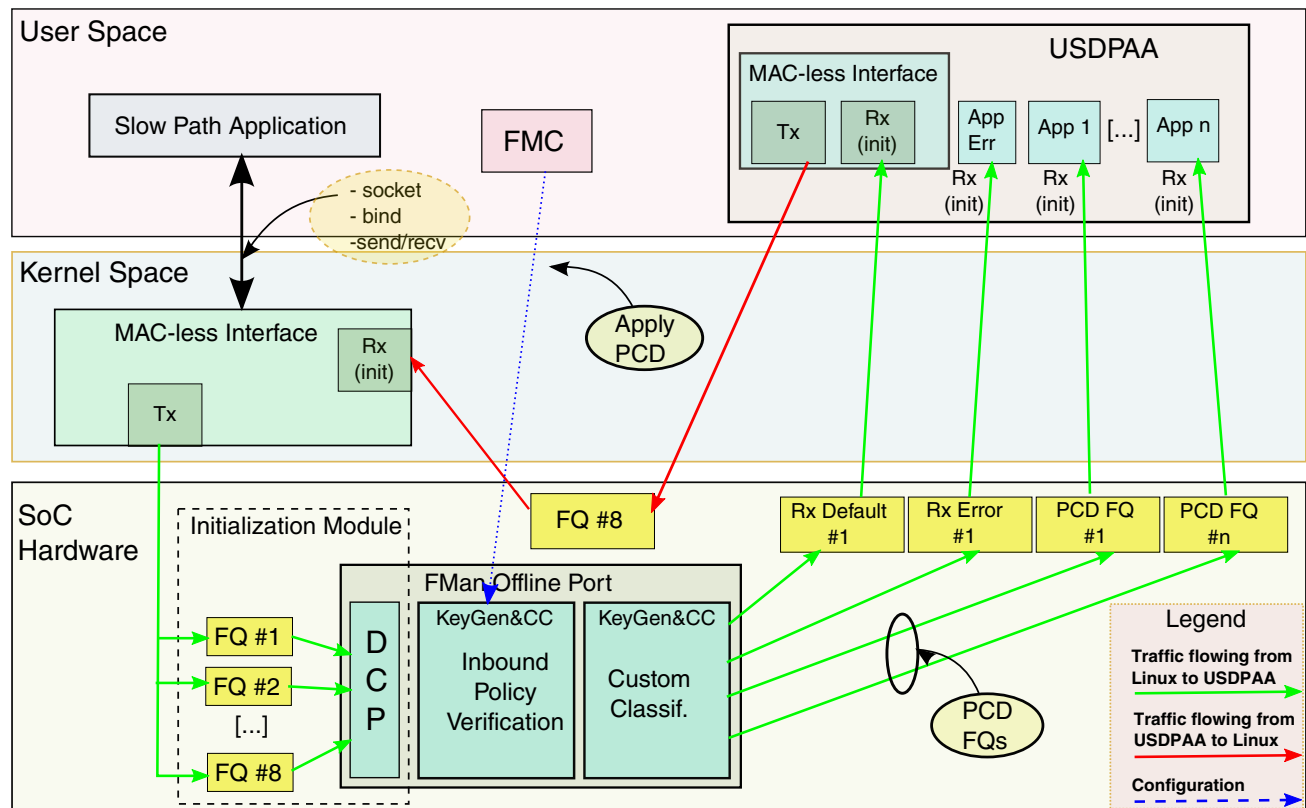 User Space
USDPAA
MAC-less Interface
Tx
Rx
(init)
App
Err
App 1
[...]
App n
Rx
(init)
Rx
(init)
Rx
(init)
Slow Path Application
FMC
- socket
- bind
-send/recv
Kernel Space
MAC-less Interface
Rx
(init)
Tx
Apply
PCD
SoC
Hardware
Initialization Module
FQ #1
FQ #2
[...]
FQ #8
FQ #8
FMan Offline Port
D
C
P
KeyGen&CC
Inbound
Policy
Verification
KeyGen&CC
Custom
Classif.
Rx Default
#1
Rx Error
#1
PCD FQ
#1
PCD FQ
#n
PCD
FQs
Legend
Traffic flowing from
Linux to USDPAA
Traffic flowing from
USDPAA to Linux
Configuration